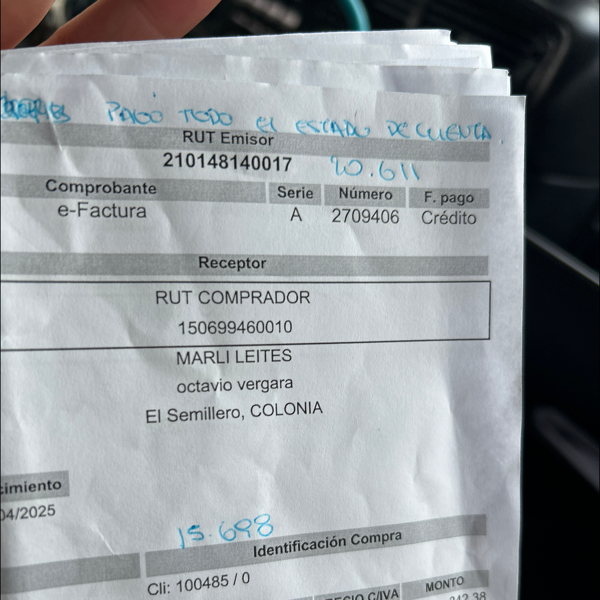 PAGÓ TODO EL ESTADO DE CUENTA.
RUT Emisor
210148140017 20.611
Comprobante Serie Número F. pago
e-Factura A 2709406 Crédito
Receptor
RUT COMPRADOR
150699460010
MARLI LEITES
octavio vergara
El Semillero, COLONIA
cimiento
04/2025
15.698
Identificación Compra
Cli: 100485 / 0
C/IVA MONTO